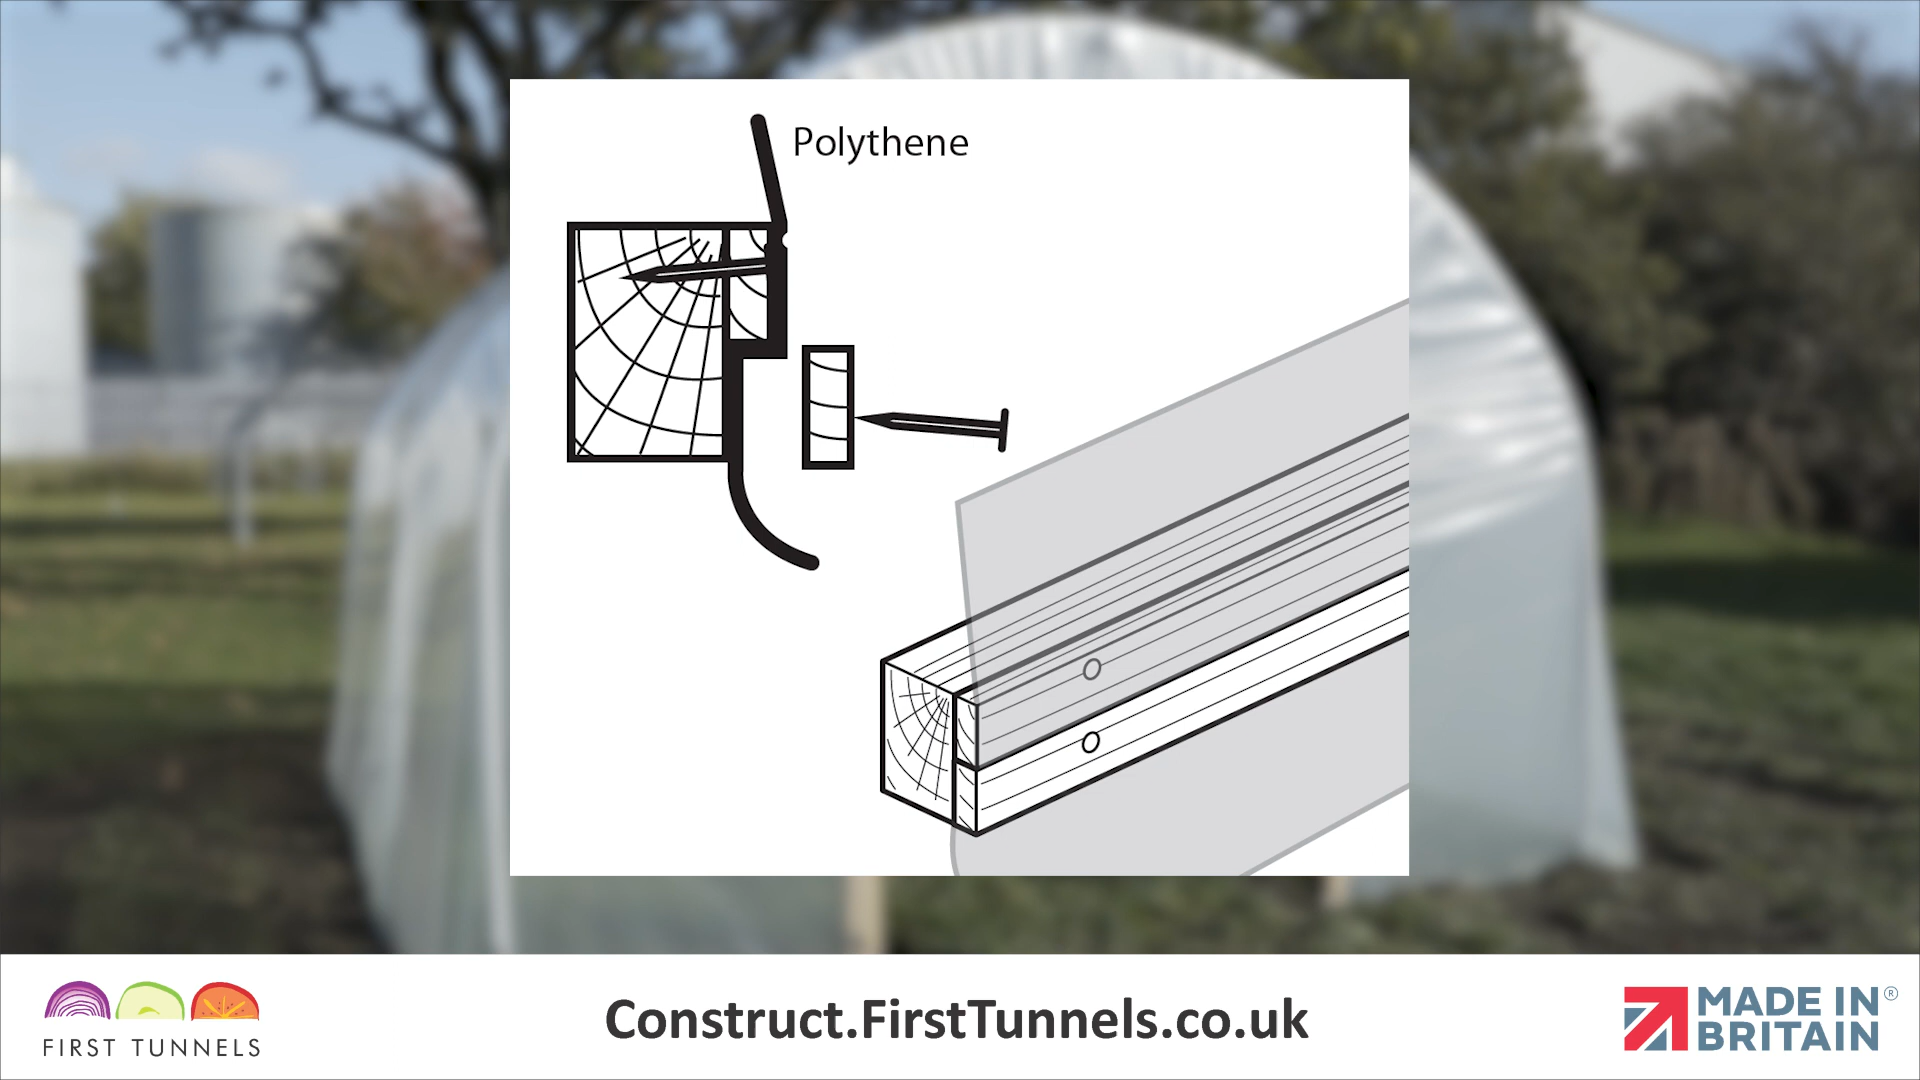 Polythene
FIRST TUNNELS
Construct.FirstTunnels.co.uk
MADE IN®
BRITAIN